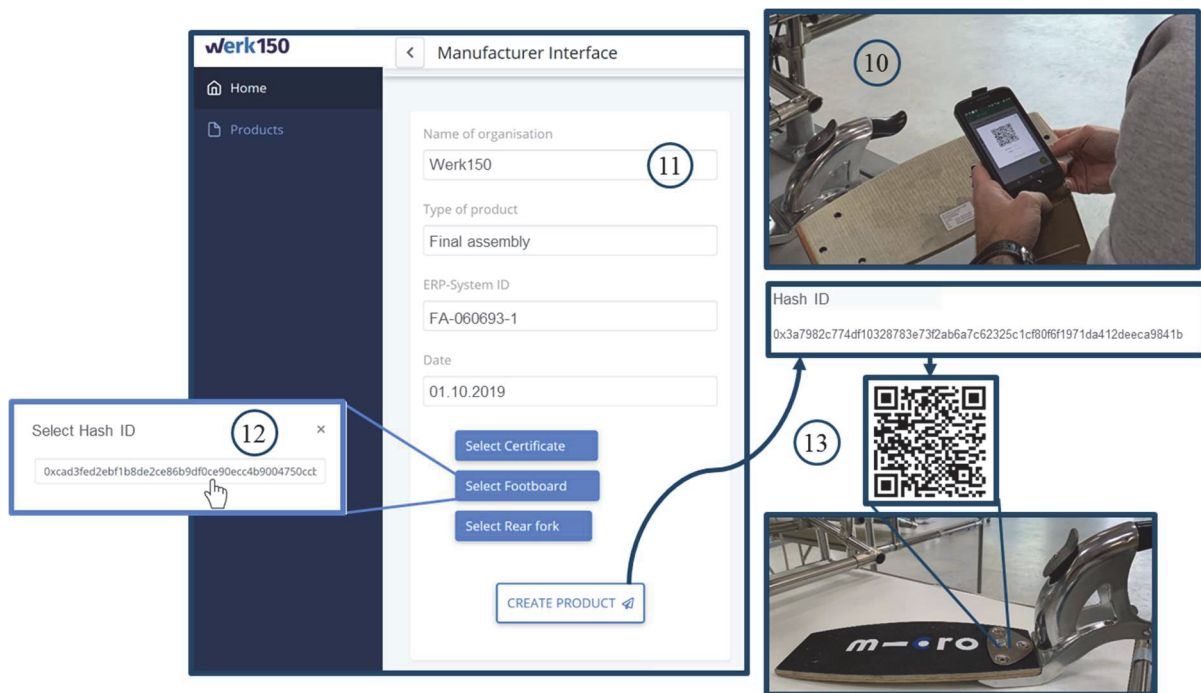 Werk150
Manufacturer Interface
Home
Products
Name of organisation
Werk150
11
Type of product
Final assembly
ERP-System ID
FA-060693-1
Date
01.10.2019
Select Certificate
Select Footboard
Select Rear fork
CREATE PRODUCT
Select Hash ID
12
×
0xcad3fed2ebf1b8de2ce86b9df0ce90ecc4b9004750ccb
10
Hash ID
0x3a7982c774df10328783e73f2ab6a7c62325c1cf80f6f1971da412deeca9841b
13
micro